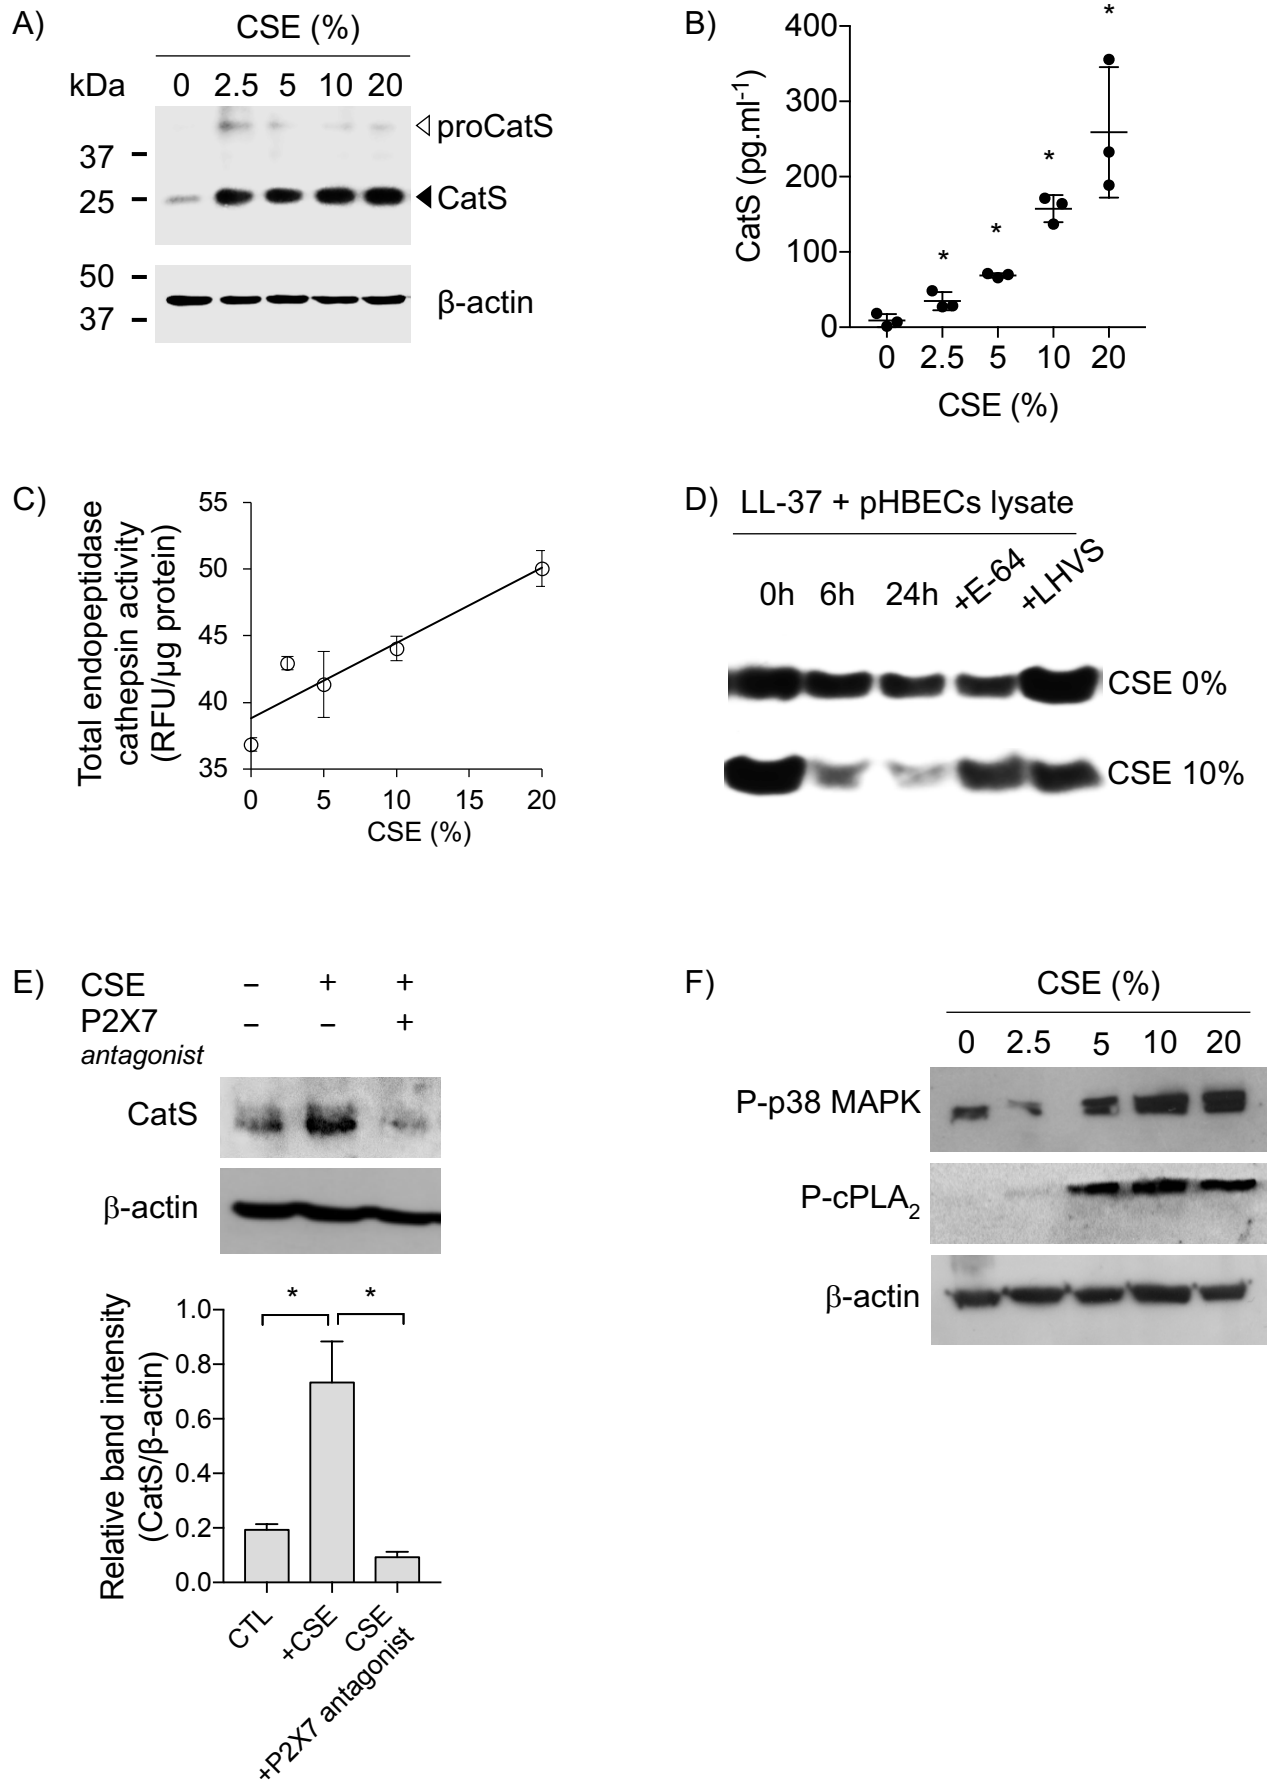 A)
CSE (%)
kDa 0 2.5 5 10 20
proCatS
37
25
CatS
50
37
β-actin
B)
CatS (pg.ml-1)
400
300
200
100
0
*
*
*
*
0 2.5 5 10 20
CSE (%)
C)
Total endopeptidase
cathepsin activity
(RFU/µg protein)
55
50
45
40
35
0 5 10 15 20
CSE (%)
D)
LL-37 + pHBECs lysate
0h 6h 24h +E-64 +LHVS
CSE 0%
CSE 10%
E)
CSE – + +
P2X7 – – +
antagonist
CatS
β-actin
Relative band intensity
(CatS/β-actin)
1.0
0.8
0.6
0.4
0.2
0.0
* *
CTL
+CSE
CSE
+P2X7 antagonist
F)
CSE (%)
0 2.5 5 10 20
P-p38 MAPK
P-cPLA2
β-actin